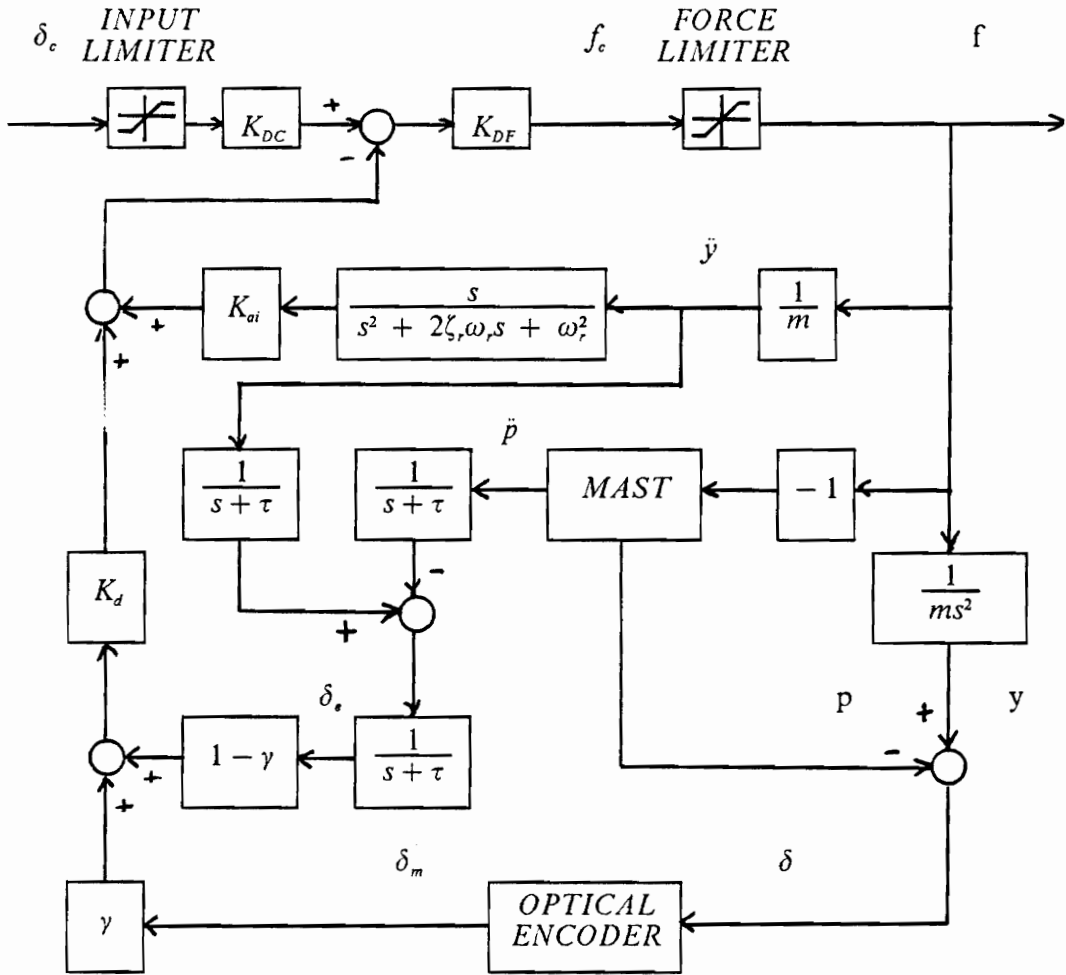 δ_c INPUT LIMITER f_c FORCE LIMITER f
K_DC + − K_DF
ÿ
K_ai + + s / (s² + 2ζ_rω_r s + ω_r²) 1/m
p̈
1/(s + τ) 1/(s + τ) MAST − 1
K_d + − 1/(ms²)
δ_e p + y
+ 1 − γ 1/(s + τ) −
+
δ_m δ
γ OPTICAL ENCODER